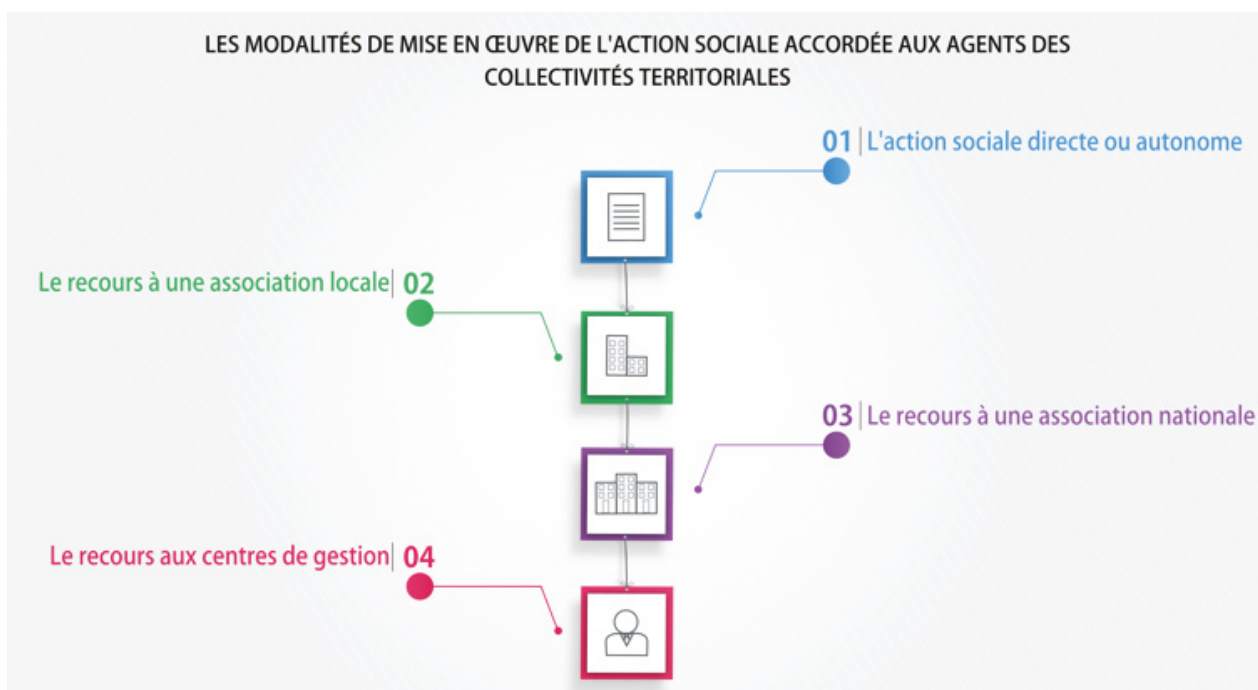 LES MODALITÉS DE MISE EN ŒUVRE DE L'ACTION SOCIALE ACCORDÉE AUX AGENTS DES
COLLECTIVITÉS TERRITORIALES
01 L'action sociale directe ou autonome
Le recours à une association locale 02
03 Le recours à une association nationale
Le recours aux centres de gestion 04